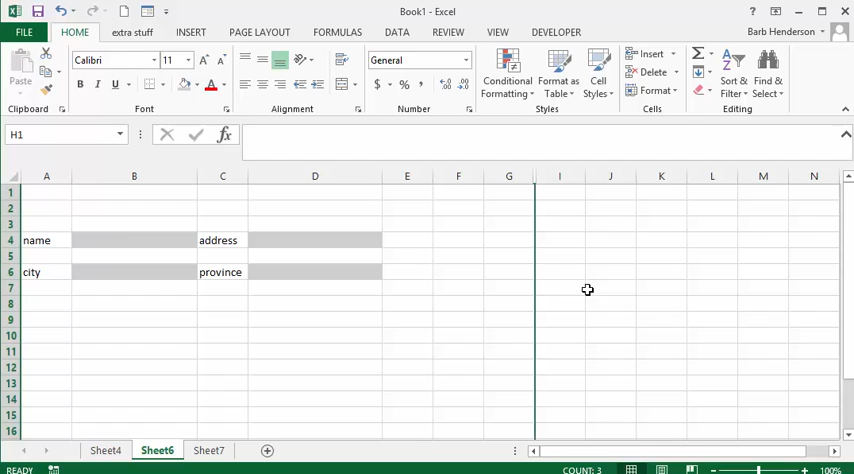 Book1 - Excel
FILE HOME extra stuff INSERT PAGE LAYOUT FORMULAS DATA REVIEW VIEW DEVELOPER Barb Henderson
Paste
Calibri 11
B I U
General
$ % ,
Conditional Formatting
Format as Table
Cell Styles
Insert
Delete
Format
Sort & Filter
Find & Select
Clipboard Font Alignment Number Styles Cells Editing
H1 fx
A B C D E F G I J K L M N
1
2
3
4 name address
5
6 city province
7
8
9
10
11
12
13
14
15
16
Sheet4 Sheet6 Sheet7
READY COUNT: 3 100%